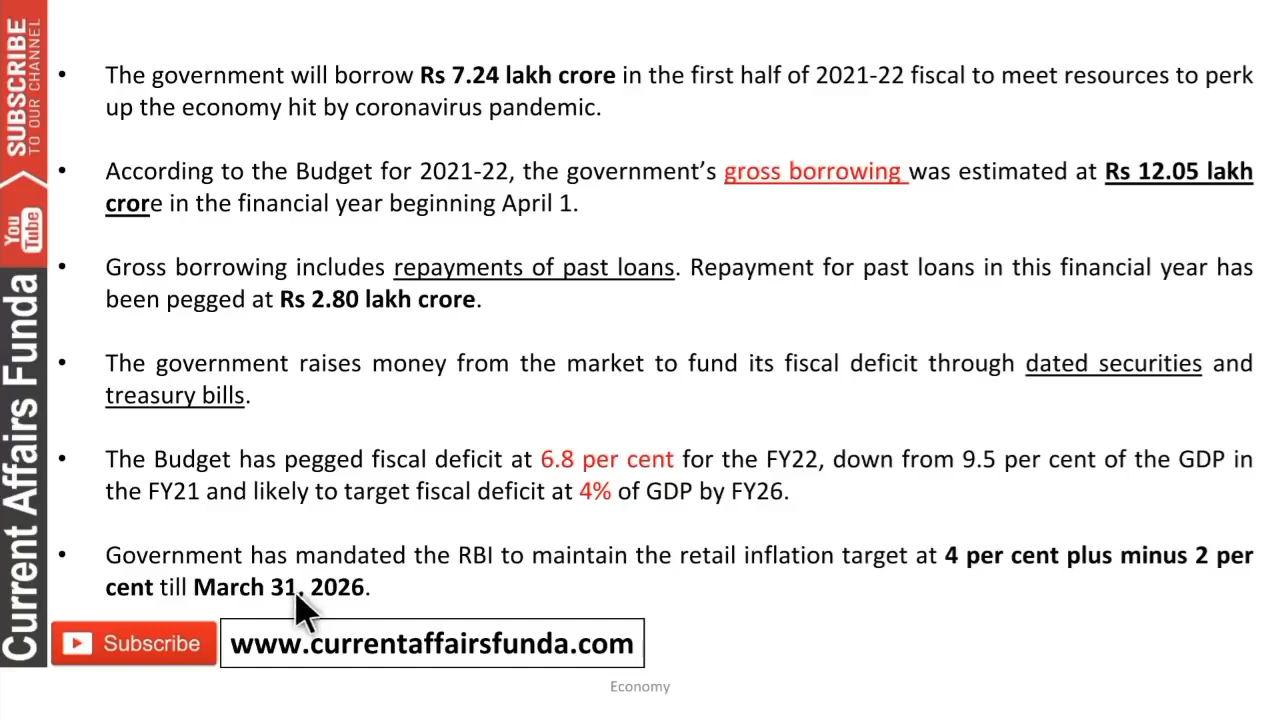 SUBSCRIBE
TO OUR CHANNEL
You
Tube
Current Affairs Funda
• The government will borrow Rs 7.24 lakh crore in the first half of 2021-22 fiscal to meet resources to perk
up the economy hit by coronavirus pandemic.
• According to the Budget for 2021-22, the government’s gross borrowing was estimated at Rs 12.05 lakh
crore in the financial year beginning April 1.
• Gross borrowing includes repayments of past loans. Repayment for past loans in this financial year has
been pegged at Rs 2.80 lakh crore.
• The government raises money from the market to fund its fiscal deficit through dated securities and
treasury bills.
• The Budget has pegged fiscal deficit at 6.8 per cent for the FY22, down from 9.5 per cent of the GDP in
the FY21 and likely to target fiscal deficit at 4% of GDP by FY26.
• Government has mandated the RBI to maintain the retail inflation target at 4 per cent plus minus 2 per
cent till March 31, 2026.
Subscribe
www.currentaffairsfunda.com
Economy